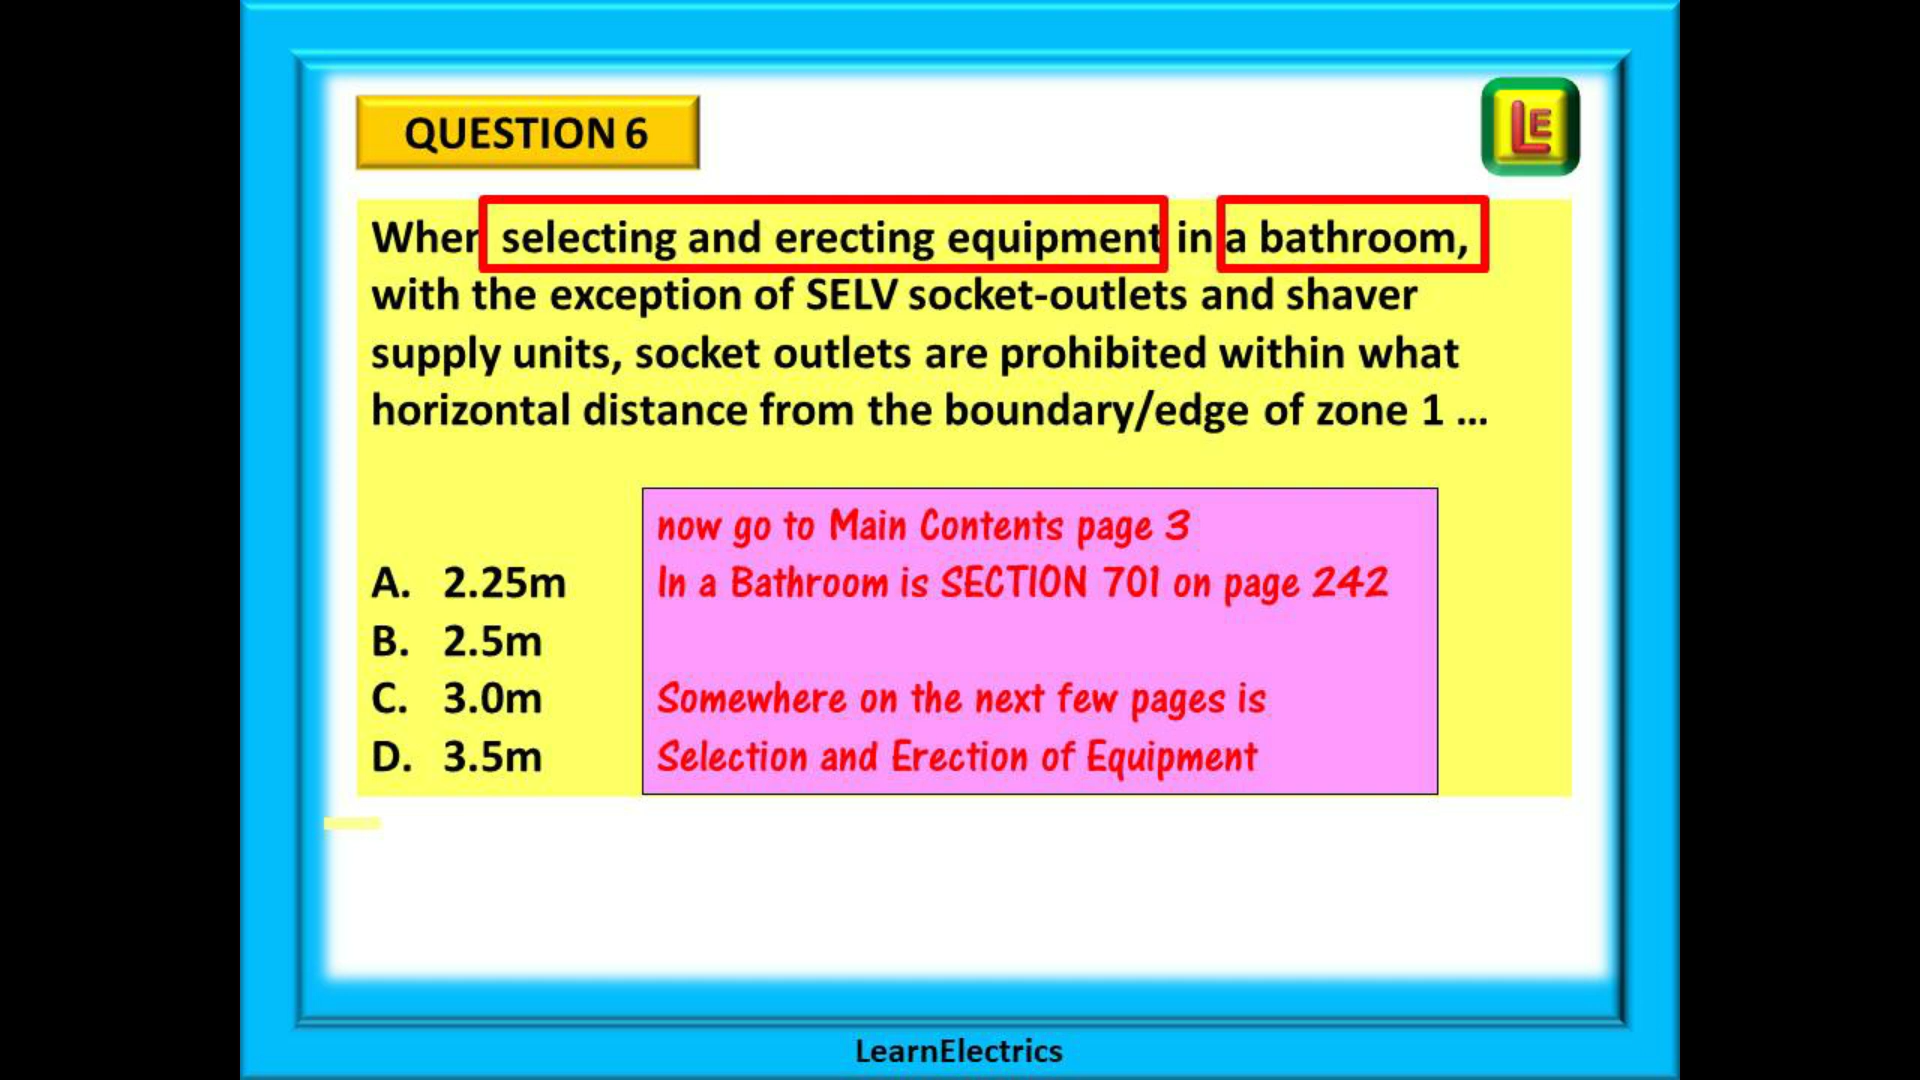 QUESTION 6
LE
When selecting and erecting equipment in a bathroom,
with the exception of SELV socket-outlets and shaver
supply units, socket outlets are prohibited within what
horizontal distance from the boundary/edge of zone 1 ...
now go to Main Contents page 3
A. 2.25m
In a Bathroom is SECTION 701 on page 242
B. 2.5m
C. 3.0m
Somewhere on the next few pages is
D. 3.5m
Selection and Erection of Equipment
LearnElectrics